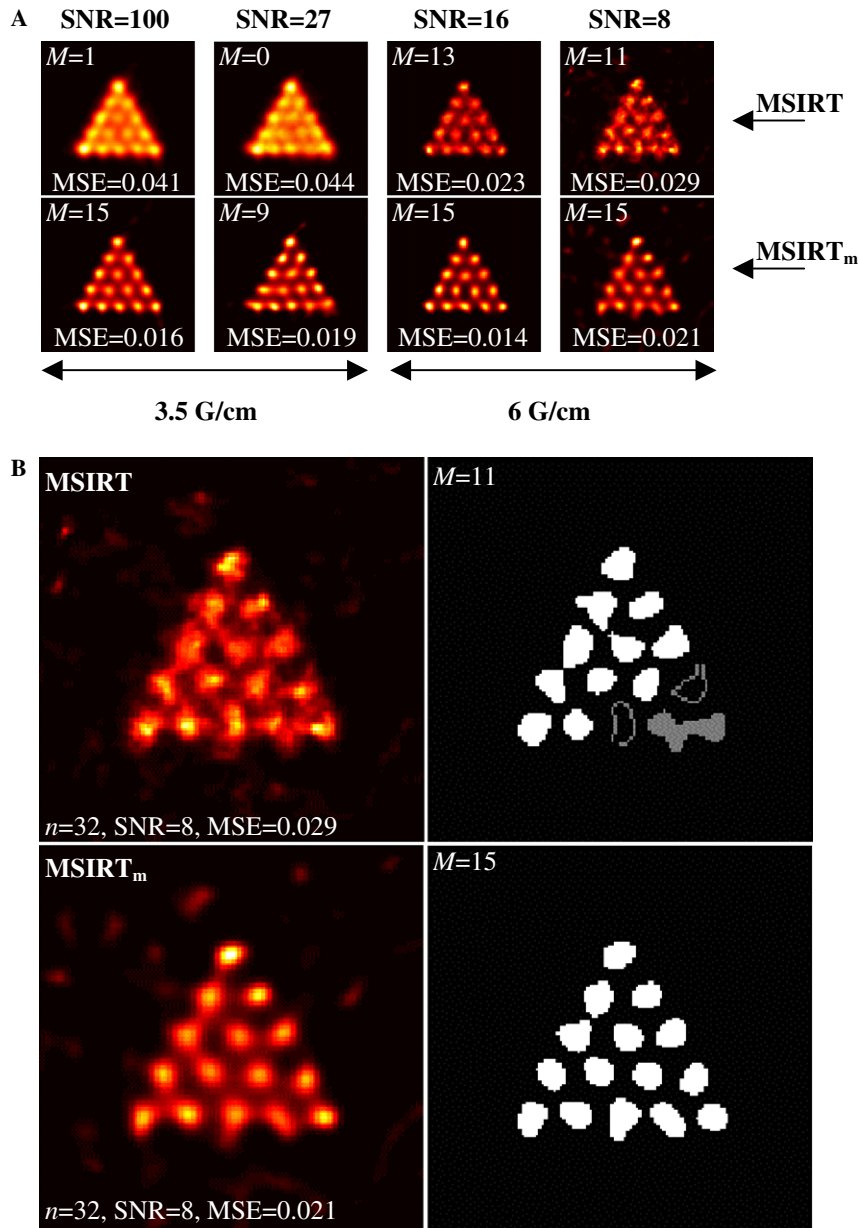 A
SNR=100 SNR=27 SNR=16 SNR=8
M=1 M=0 M=13 M=11
MSIRT
MSE=0.041 MSE=0.044 MSE=0.023 MSE=0.029
M=15 M=9 M=15 M=15
MSIRTm
MSE=0.016 MSE=0.019 MSE=0.014 MSE=0.021
3.5 G/cm 6 G/cm
B
MSIRT
M=11
n=32, SNR=8, MSE=0.029
MSIRTm
M=15
n=32, SNR=8, MSE=0.021